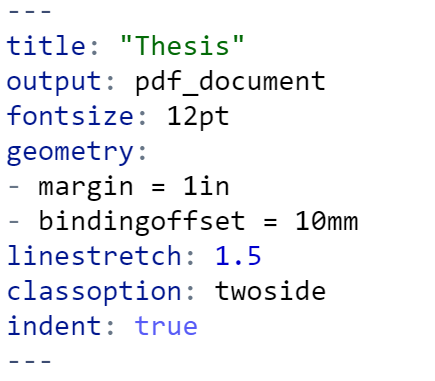 ---
title: "Thesis"
output: pdf_document
fontsize: 12pt
geometry:
- margin = 1in
- bindingoffset = 10mm
linestretch: 1.5
classoption: twoside
indent: true
---